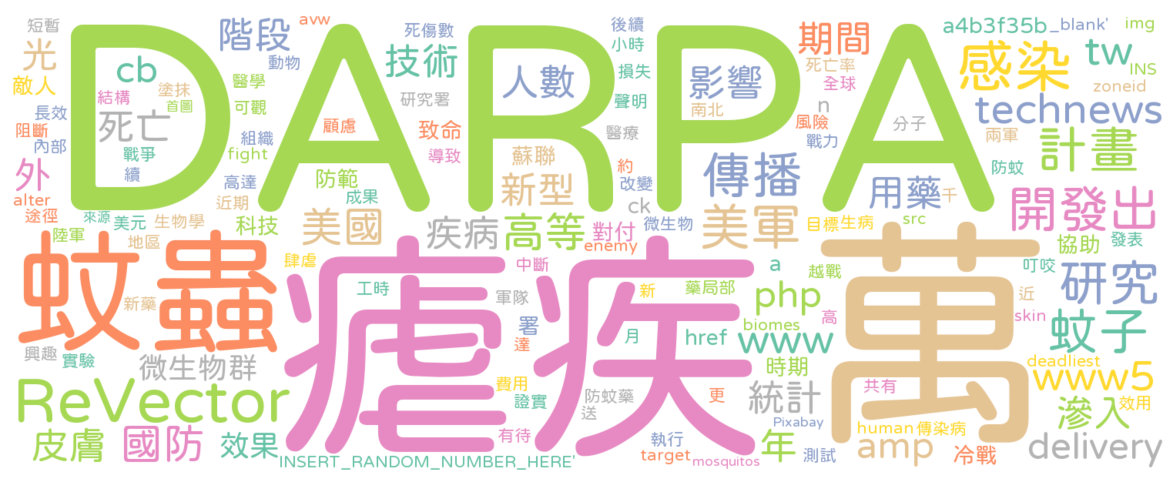 DARPA
瘧疾
萬
蚊蟲
ReVector
感染
tw
technews
計畫
開發出
研究
蚊子
www5
滲入
delivery
amp
www
php
年
統計
傳播
美軍
用藥
影響
期間
人數
技術
階段
cb
光
死亡
外
美國
疾病
高等
新型
微生物群
皮膚
國防
效果
短暫
avw
死傷數
後續
小時
損失
聲明
死亡率
全球
a4b3f35b
_blank'
img
INS
zoneid
動物
敵人
醫學
塗抹
結構
首圖
可觀
研究署
長效
阻斷
內部
戰爭
續
組織
fight
顧慮
致命
導致
醫療
南北
n
風險
分子
戰力
兩軍
防蚊
alter
途徑
來源
美元
生物學
高達
近期
防範
成果
蘇聯
約
改變
ck
微生物
目標
生病
src
千
陸軍
地區
科技
對付
enemy
協助
發表
肆虐
中斷
a
越戰
叮咬
新藥
工時
軍隊
新
藥局部
高
近
skin
興趣
實驗
署
達
月
href
biomes
時期
deadliest
費用
證實
防蚊藥
送
更
共有
效用
Pixabay
human
傳染病
有待
執行
target
mosquitos
測試
冷戰
INSERT_RANDOM_NUMBER_HERE'